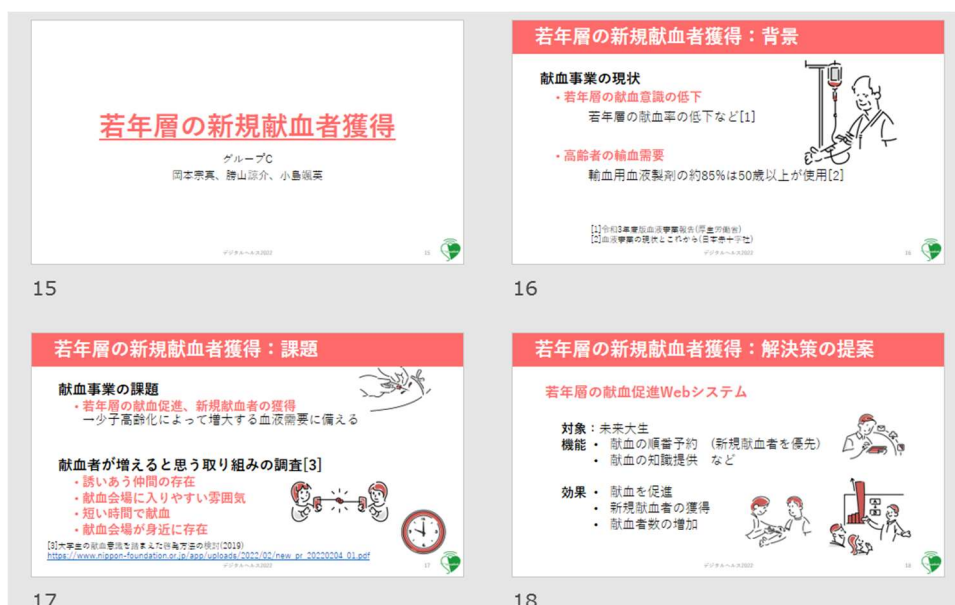 若年層の新規献血者獲得
グループC
岡本宗真、勝山諒介、小島颯英
デジタルヘルス2022
15
15
若年層の新規献血者獲得：背景
献血事業の現状
・若年層の献血意識の低下
若年層の献血率の低下など[1]
・高齢者の輸血需要
輸血用血液製剤の約85%は50歳以上が使用[2]
[1]令和3年度版血液事業報告(厚生労働省)
[2]血液事業の現状とこれから(日本赤十字社)
デジタルヘルス2022
16
16
若年層の新規献血者獲得：課題
献血事業の課題
・若年層の献血促進、新規献血者の獲得
→少子高齢化によって増大する血液需要に備える
献血者が増えると思う取り組みの調査[3]
・誘いあう仲間の存在
・献血会場に入りやすい雰囲気
・短い時間で献血
・献血会場が身近に存在
[3]大学生の献血意識を踏まえた啓発方法の検討(2019)
https://www.nippon-foundation.or.jp/app/uploads/2022/02/new_pr_20220204_01.pdf
デジタルヘルス2022
17
17
若年層の新規献血者獲得：解決策の提案
若年層の献血促進Webシステム
対象：未来大生
機能・ 献血の順番予約 （新規献血者を優先）
・ 献血の知識提供 など
効果・ 献血を促進
・ 新規献血者の獲得
・ 献血者数の増加
デジタルヘルス2022
18
18